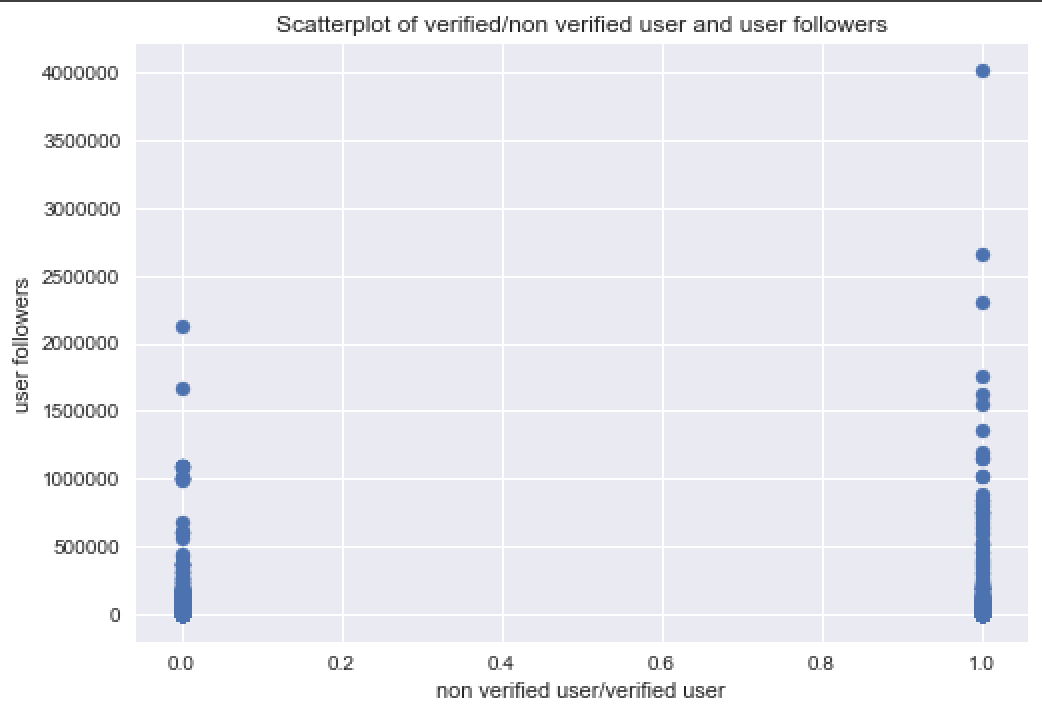 Scatterplot of verified/non verified user and user followers
4000000
3500000
3000000
2500000
2000000
1500000
1000000
500000
0
user followers
0.0 0.2 0.4 0.6 0.8 1.0
non verified user/verified user